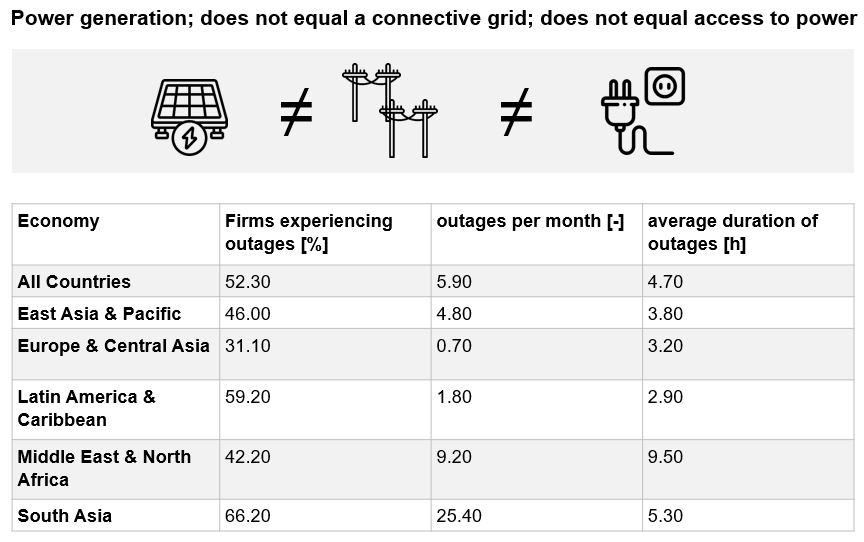 Power generation; does not equal a connective grid; does not equal access to power
≠ ≠
Economy Firms experiencing outages [%] outages per month [-] average duration of outages [h]
All Countries 52.30 5.90 4.70
East Asia & Pacific 46.00 4.80 3.80
Europe & Central Asia 31.10 0.70 3.20
Latin America & Caribbean 59.20 1.80 2.90
Middle East & North Africa 42.20 9.20 9.50
South Asia 66.20 25.40 5.30